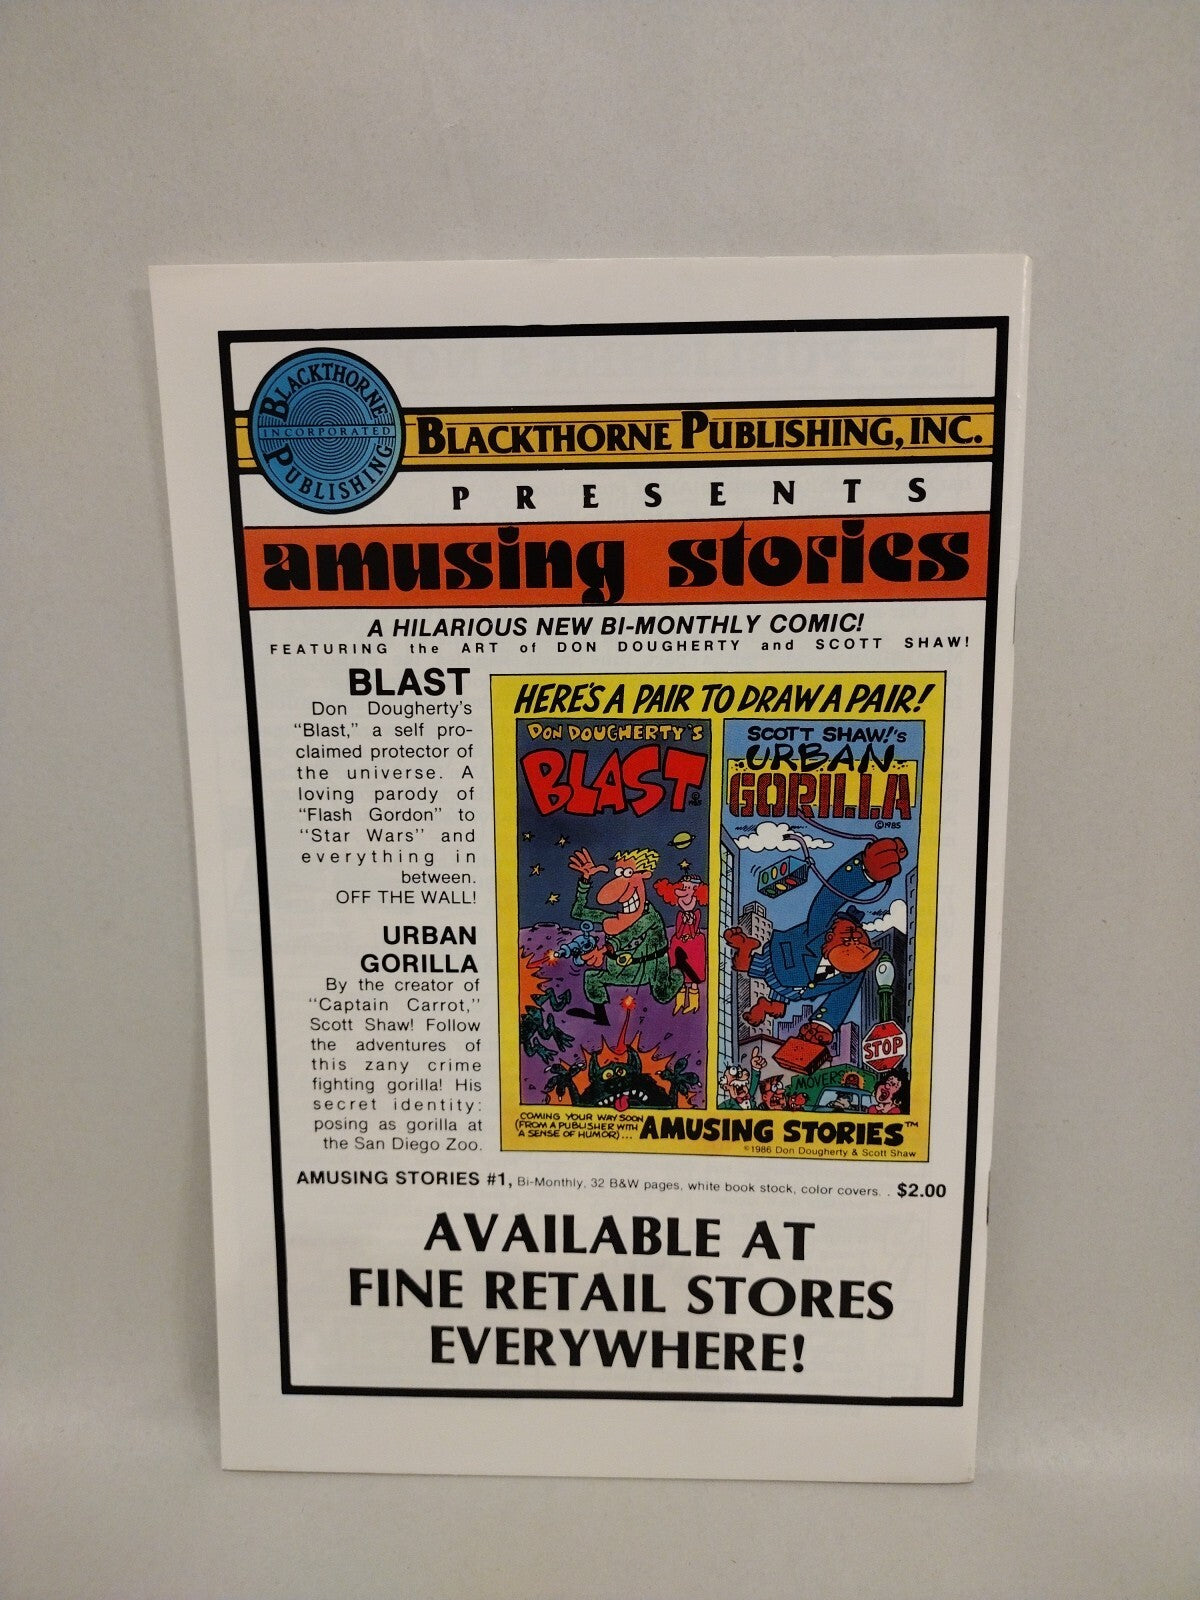 BLACKTHORNE
INCORPORATED
PUBLISHING
BLACKTHORNE PUBLISHING, INC.
PRESENTS
amusing stories
A HILARIOUS NEW BI-MONTHLY COMIC!
FEATURING the ART of DON DOUGHERTY and SCOTT SHAW!
BLAST
Don Dougherty's
"Blast," a self pro-
claimed protector of
the universe. A
loving parody of
"Flash Gordon" to
"Star Wars" and
everything in
between.
OFF THE WALL!
URBAN
GORILLA
By the creator of
"Captain Carrot,"
Scott Shaw! Follow
the adventures of
this zany crime
fighting gorilla! His
secret identity:
posing as gorilla at
the San Diego Zoo.
HERE'S A PAIR TO DRAW A PAIR!
DON DOUGHERTY'S
BLAST
©1985
SCOTT SHAW!'s
URBAN
GORILLA
©1985
STOP
MOVERS
COMING YOUR WAY SOON
(FROM A PUBLISHER WITH
A SENSE OF HUMOR)...
AMUSING STORIES™
©1986 Don Dougherty & Scott Shaw
AMUSING STORIES #1, Bi-Monthly, 32 B&W pages, white book stock, color covers. . $2.00
AVAILABLE AT
FINE RETAIL STORES
EVERYWHERE!